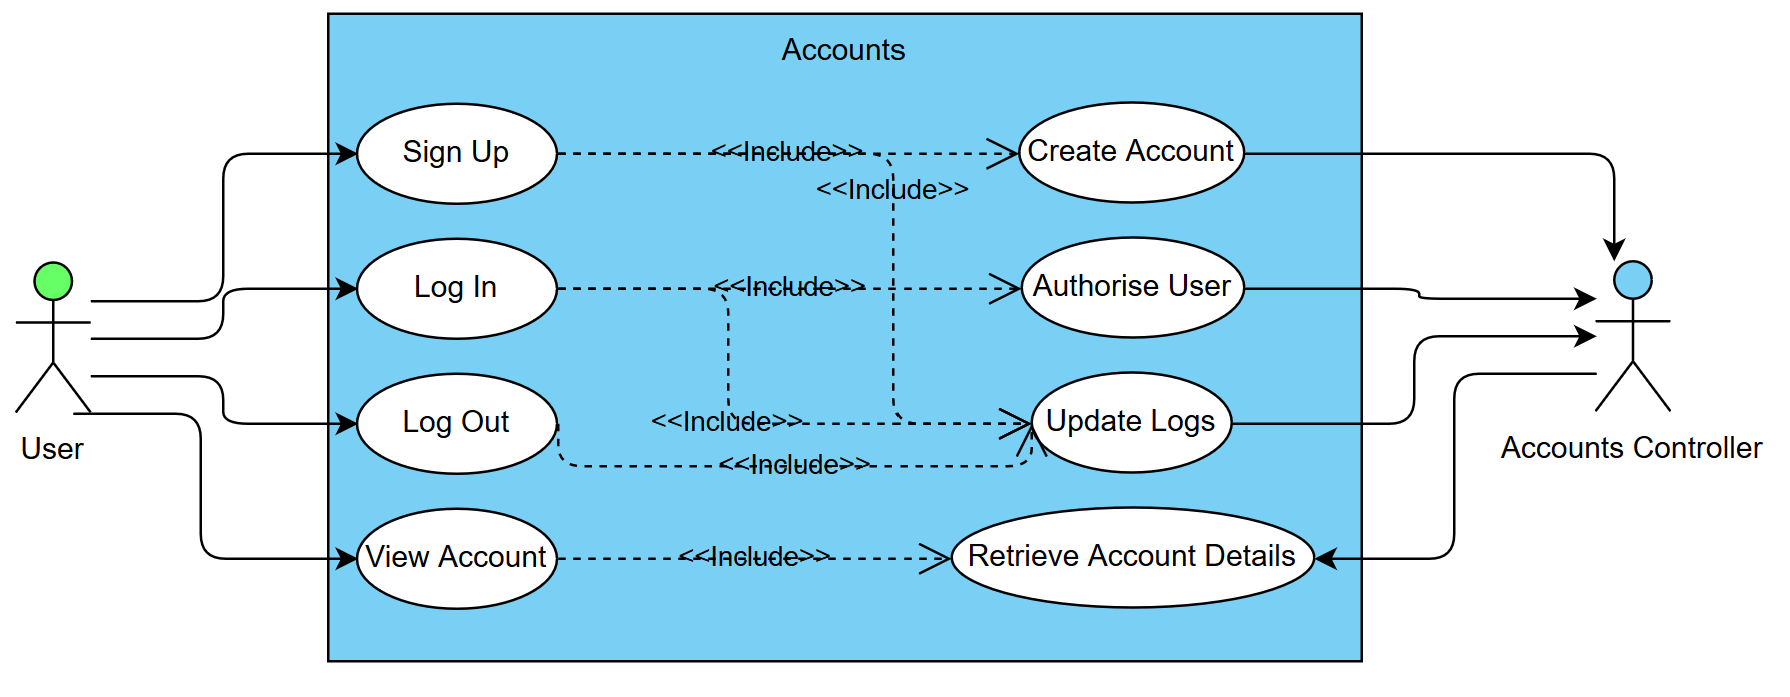 Accounts
Sign Up
<<Include>>
Create Account
<<Include>>
Log In
<<Include>>
Authorise User
Log Out
<<Include>>
Update Logs
<<Include>>
User
Accounts Controller
View Account
<<Include>>
Retrieve Account Details